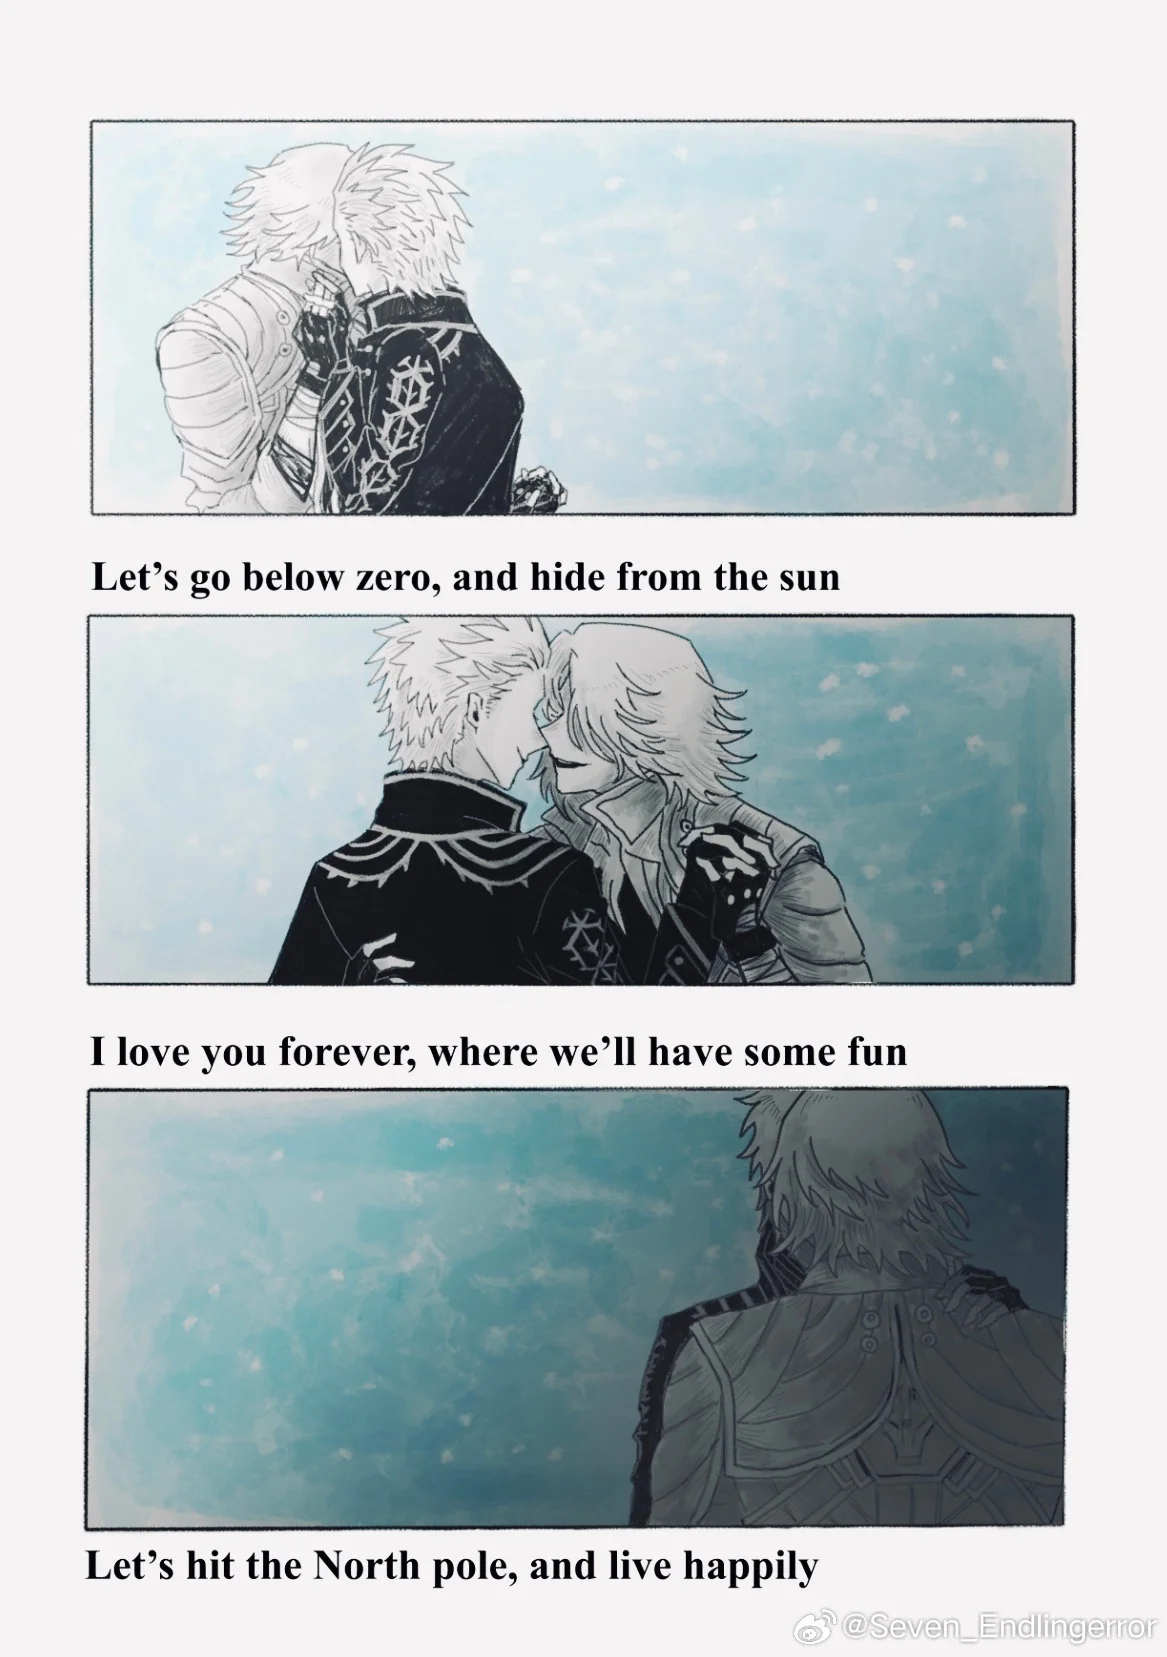 Let’s go below zero, and hide from the sun
I love you forever, where we’ll have some fun
Let’s hit the North pole, and live happily
@Seven_Endlingerror